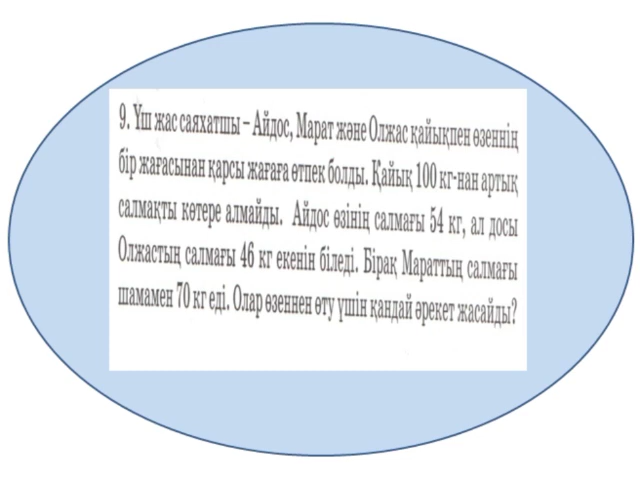 9. Үш жас саяхатшы – Айдос, Марат және Олжас қайықпен өзеннің
бір жағасынан қарсы жағаға өтпек болды. Қайық 100 кг-нан артық
салмақты көтере алмайды. Айдос өзінің салмағы 54 кг, ал досы
Олжастың салмағы 46 кг екенін біледі. Бірақ Мараттың салмағы
шамамен 70 кг еді. Олар өзеннен өту үшін қандай әрекет жасайды?